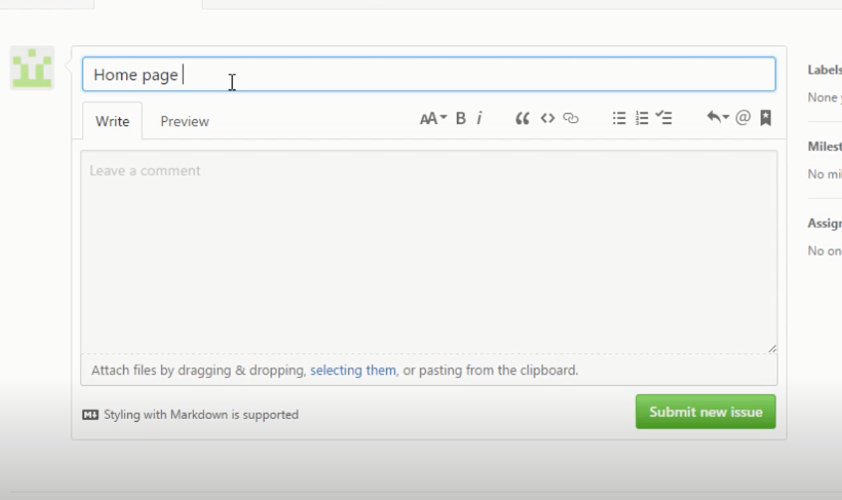 Home page
Labels
Write Preview AA B i @
None
Leave a comment
Milest
No mi
Assign
No on
Attach files by dragging & dropping, selecting them, or pasting from the clipboard.
Styling with Markdown is supported
Submit new issue